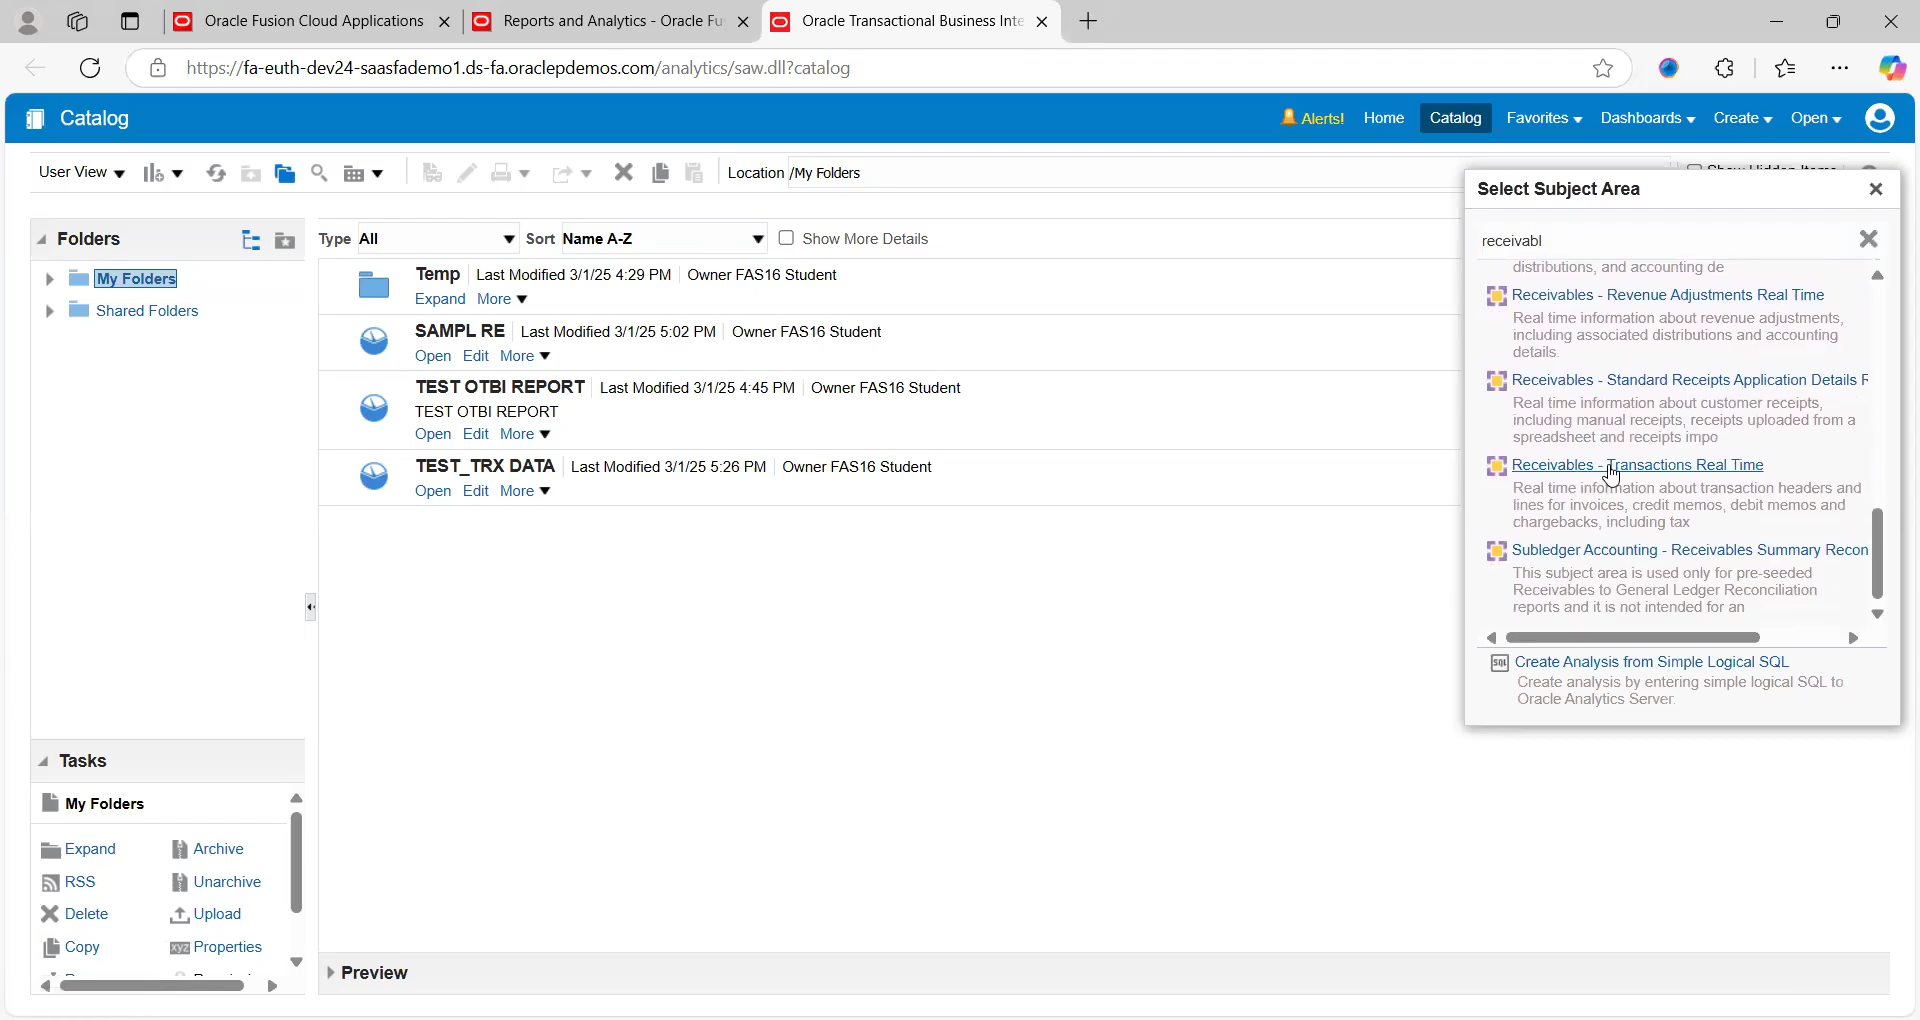 Oracle Fusion Cloud Applications
Reports and Analytics - Oracle Fu
Oracle Transactional Business Inte
https://fa-euth-dev24-saasfademo1.ds-fa.oraclepdemos.com/analytics/saw.dll?catalog
Catalog
Alerts! Home Catalog Favorites Dashboards Create Open
User View
Location /My Folders
Select Subject Area
receivabl
Folders
My Folders
Shared Folders
Type All Sort Name A-Z Show More Details
Temp Last Modified 3/1/25 4:29 PM Owner FAS16 Student
Expand More
SAMPL RE Last Modified 3/1/25 5:02 PM Owner FAS16 Student
Open Edit More
TEST OTBI REPORT Last Modified 3/1/25 4:45 PM Owner FAS16 Student
TEST OTBI REPORT
Open Edit More
TEST_TRX DATA Last Modified 3/1/25 5:26 PM Owner FAS16 Student
Open Edit More
distributions, and accounting de
Receivables - Revenue Adjustments Real Time
Real time information about revenue adjustments,
including associated distributions and accounting
details.
Receivables - Standard Receipts Application Details R
Real time information about customer receipts,
including manual receipts, receipts uploaded from a
spreadsheet and receipts impo
Receivables - Transactions Real Time
Real time information about transaction headers and
lines for invoices, credit memos, debit memos and
chargebacks, including tax
Subledger Accounting - Receivables Summary Recon
This subject area is used only for pre-seeded
Receivables to General Ledger Reconciliation
reports and it is not intended for an
SQL Create Analysis from Simple Logical SQL
Create analysis by entering simple logical SQL to
Oracle Analytics Server.
Tasks
My Folders
Expand Archive
RSS Unarchive
Delete Upload
Copy xyz Properties
Preview